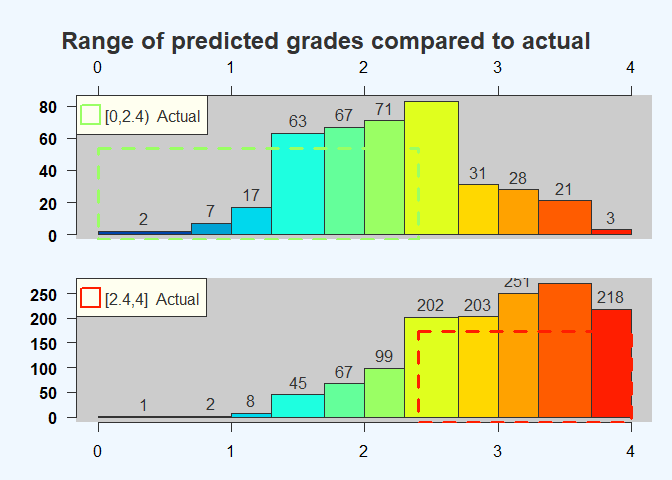 Range of predicted grades compared to actual
0 1 2 3 4
[0,2.4) Actual
80
60
40
20
0
2 7 17 63 67 71 31 28 21 3
[2.4,4] Actual
250
200
150
100
50
0
1 2 8 45 67 99 202 203 251 218
0 1 2 3 4